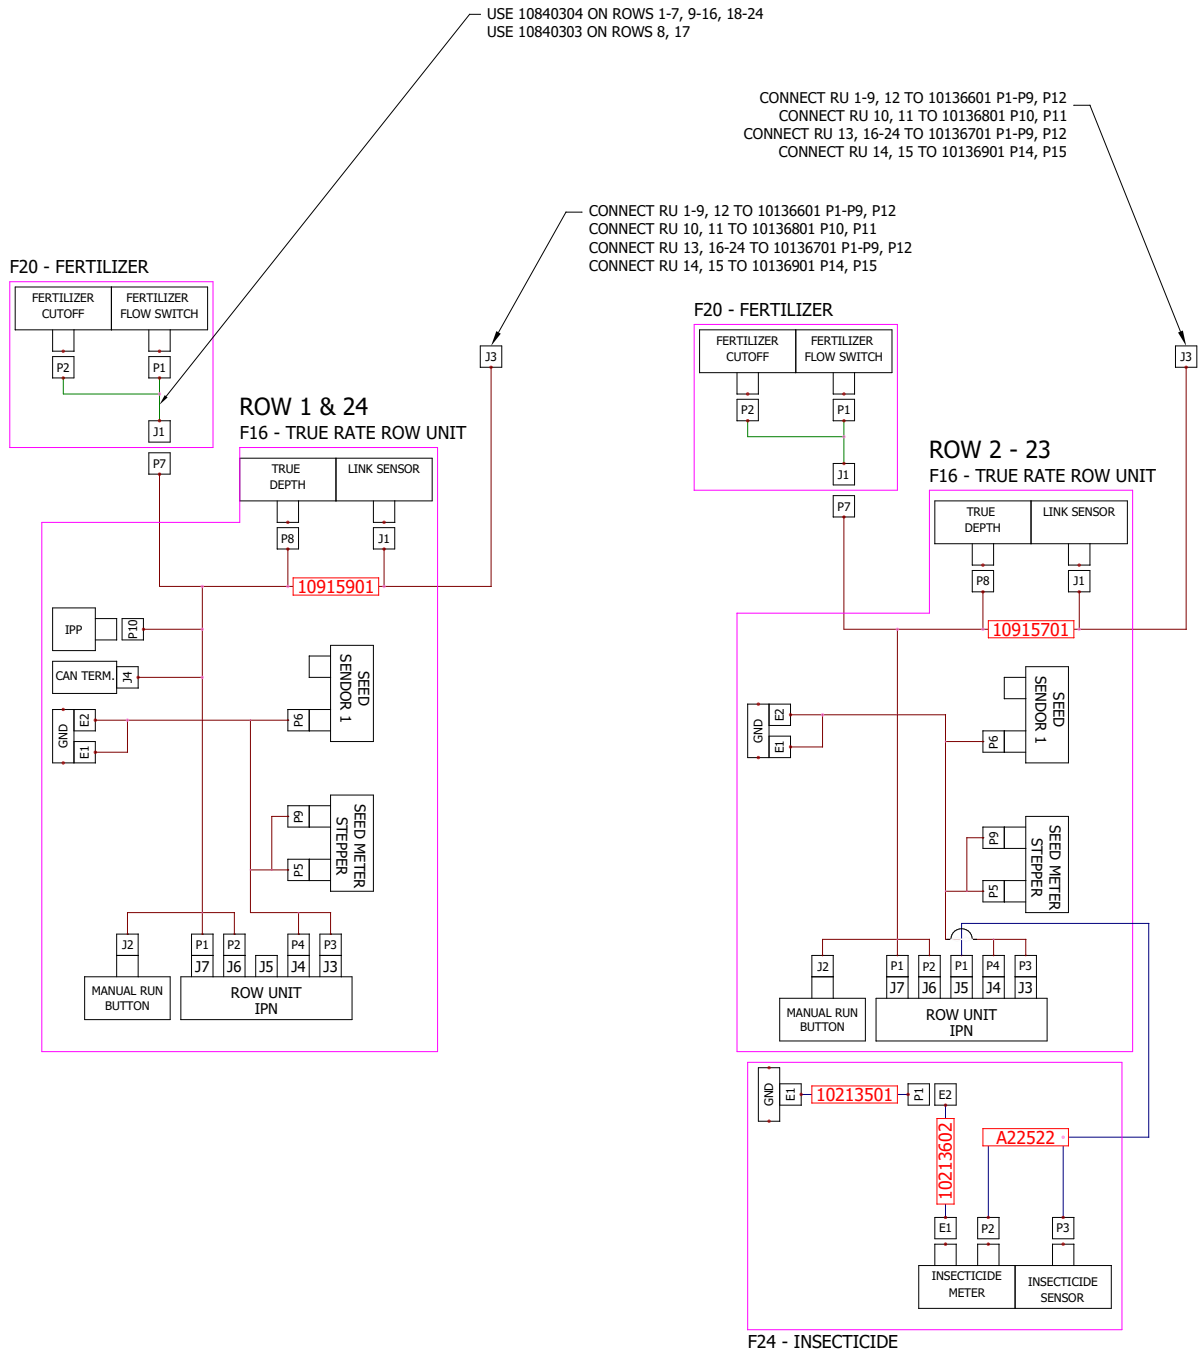 USE 10840304 ON ROWS 1-7, 9-16, 18-24
USE 10840303 ON ROWS 8, 17
CONNECT RU 1-9, 12 TO 10136601 P1-P9, P12
CONNECT RU 10, 11 TO 10136801 P10, P11
CONNECT RU 13, 16-24 TO 10136701 P1-P9, P12
CONNECT RU 14, 15 TO 10136901 P14, P15
CONNECT RU 1-9, 12 TO 10136601 P1-P9, P12
CONNECT RU 10, 11 TO 10136801 P10, P11
CONNECT RU 13, 16-24 TO 10136701 P1-P9, P12
CONNECT RU 14, 15 TO 10136901 P14, P15
F20 - FERTILIZER
FERTILIZER
CUTOFF
FERTILIZER
FLOW SWITCH
P2
P1
J1
P7
J3
ROW 1 & 24
F16 - TRUE RATE ROW UNIT
TRUE
DEPTH
LINK SENSOR
P8
J1
10915901
IPP
P10
CAN TERM.
J4
GND
E2
E1
SEED
SENDOR 1
P6
SEED METER
STEPPER
P9
P5
J2
P1
P2
P4
P3
J7
J6
J5
J4
J3
MANUAL RUN
BUTTON
ROW UNIT
IPN
F20 - FERTILIZER
FERTILIZER
CUTOFF
FERTILIZER
FLOW SWITCH
P2
P1
J1
P7
J3
ROW 2 - 23
F16 - TRUE RATE ROW UNIT
TRUE
DEPTH
LINK SENSOR
P8
J1
10915701
GND
E2
E1
SEED
SENDOR 1
P6
SEED METER
STEPPER
P9
P5
J2
P1
P2
P1
P4
P3
J7
J6
J5
J4
J3
MANUAL RUN
BUTTON
ROW UNIT
IPN
GND
E1
10213501
P1
E2
10213602
A22522
E1
P2
P3
INSECTICIDE
METER
INSECTICIDE
SENSOR
F24 - INSECTICIDE